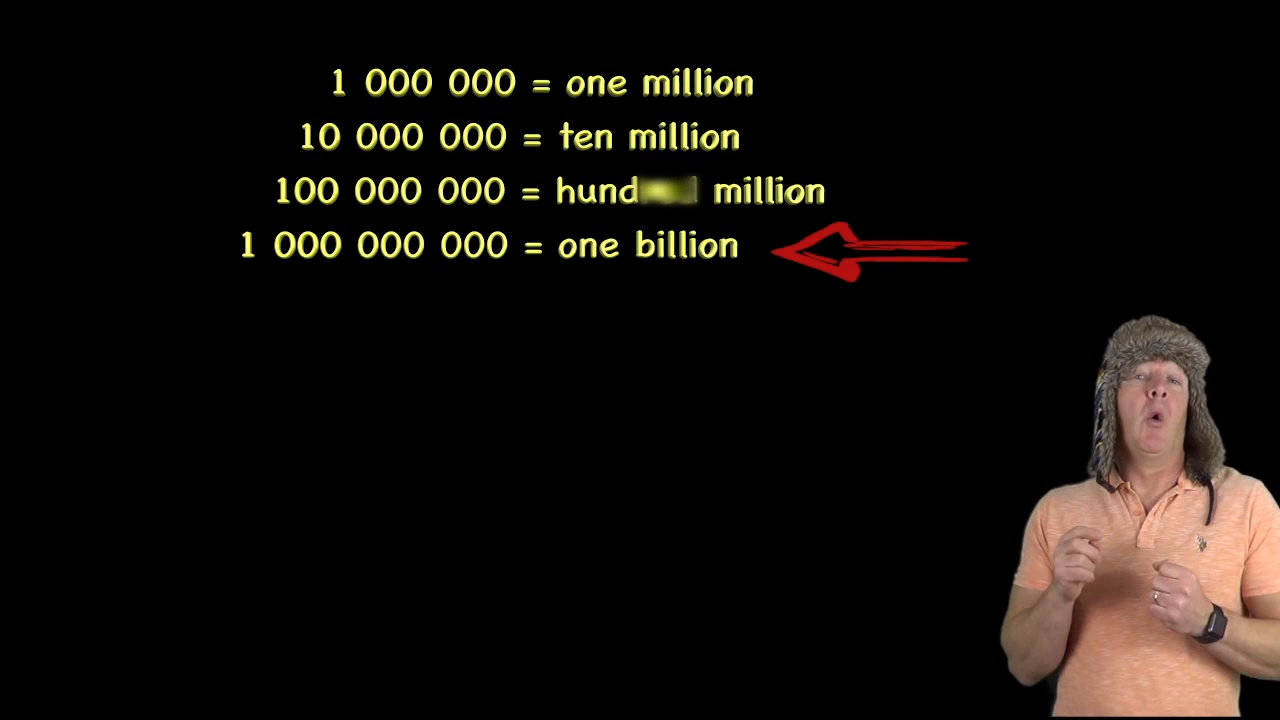 1 000 000 = one million
10 000 000 = ten million
100 000 000 = million
1 000 000 000 = one billion